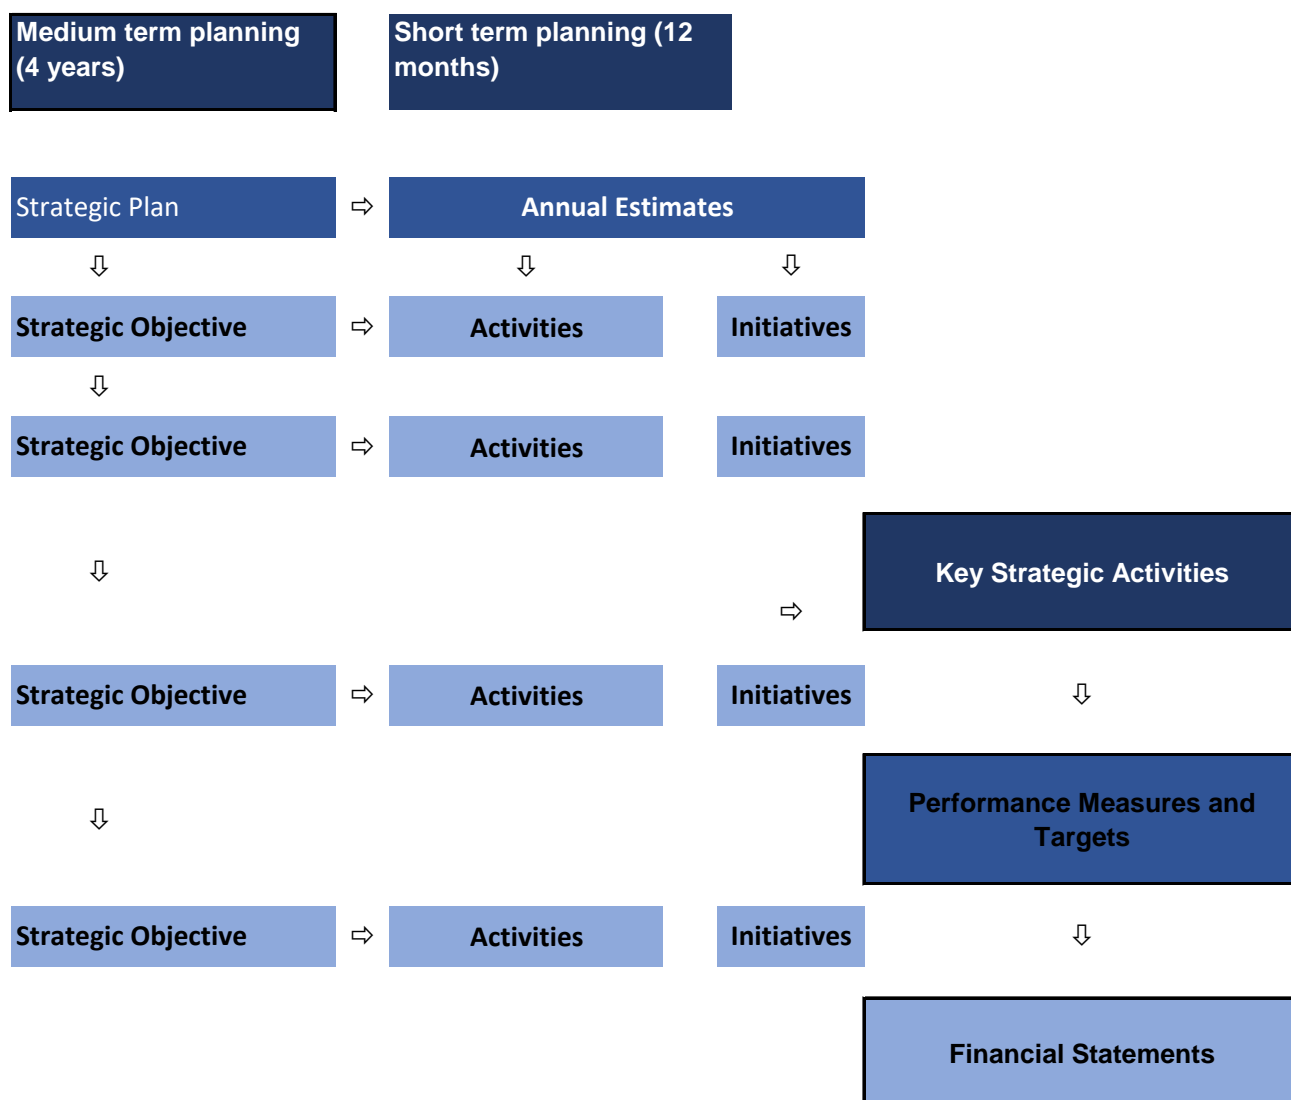 Medium term planning
(4 years)
Short term planning (12
months)
Strategic Plan ⇨ Annual Estimates
⇩ ⇩ ⇩
Strategic Objective ⇨ Activities Initiatives
⇩
Strategic Objective ⇨ Activities Initiatives
⇩
Key Strategic Activities
⇨
Strategic Objective ⇨ Activities Initiatives ⇩
Performance Measures and
Targets
⇩
Strategic Objective ⇨ Activities Initiatives ⇩
Financial Statements